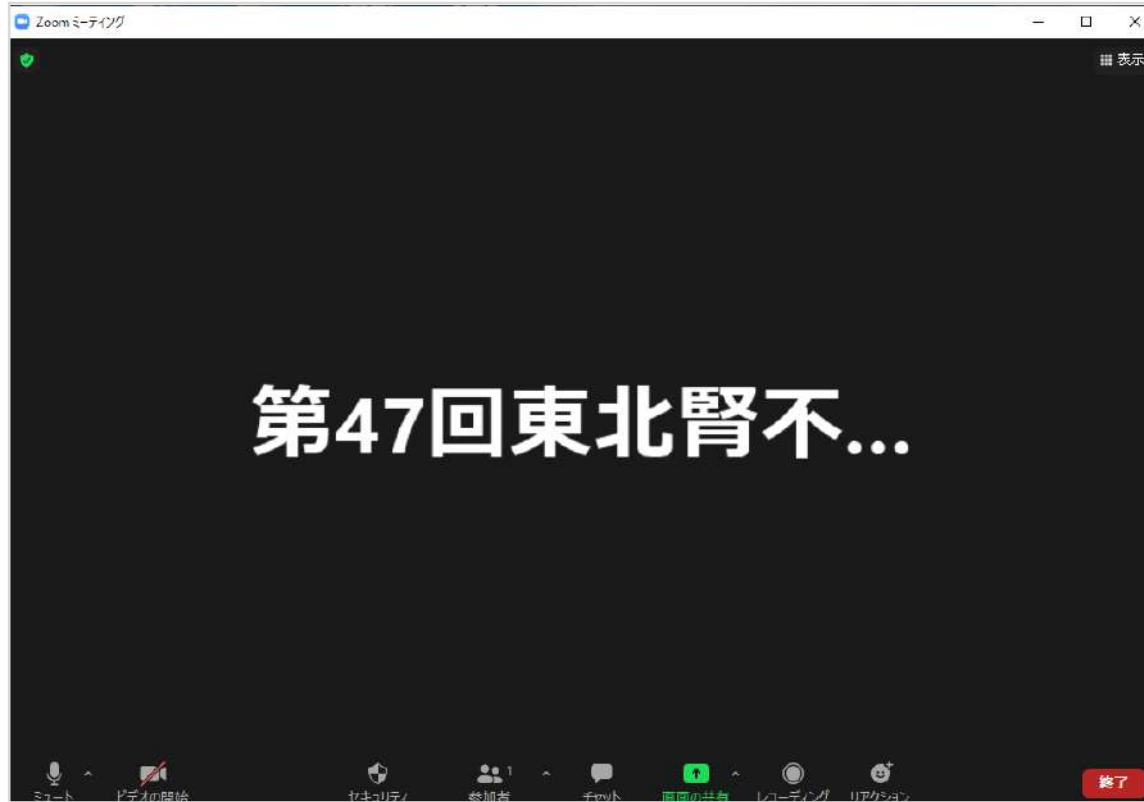 Zoom ミーティング
表示
第47回東北腎不...
1
ミュート ビデオの開始 セキュリティ 参加者 チャット 画面の共有 レコーディング リアクション
終了